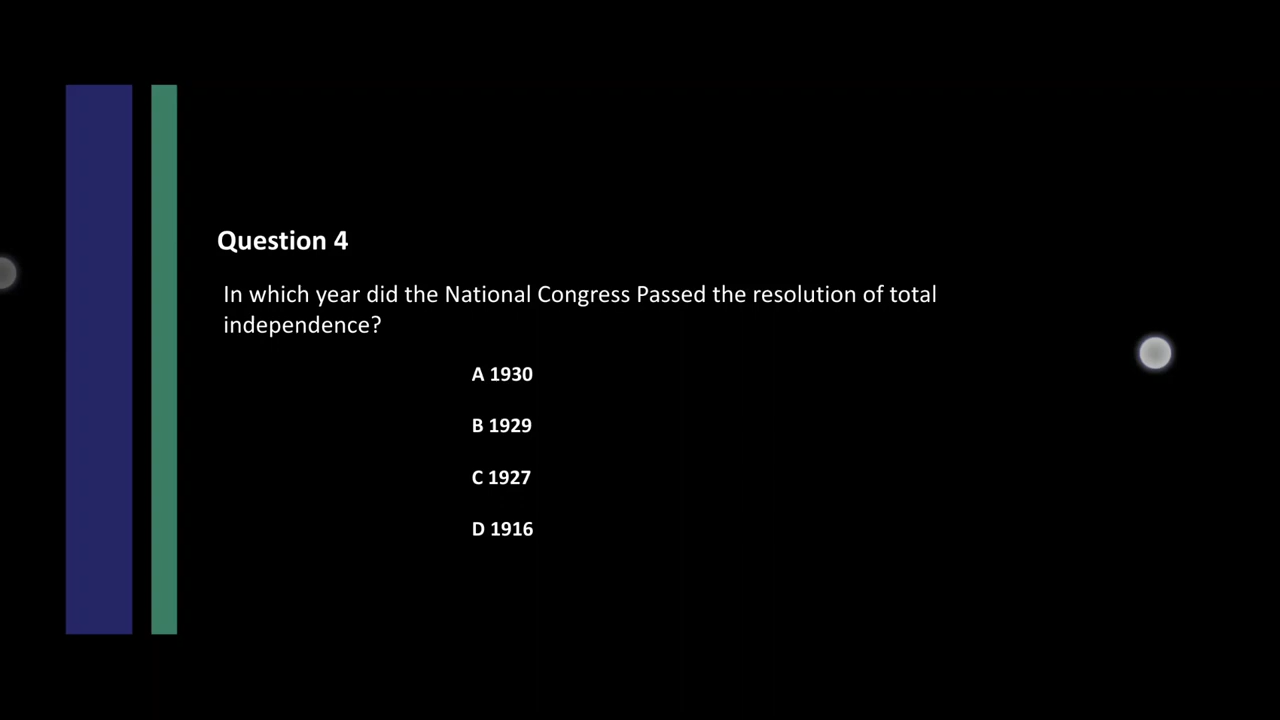 Question 4
In which year did the National Congress Passed the resolution of total
independence?
A 1930
B 1929
C 1927
D 1916